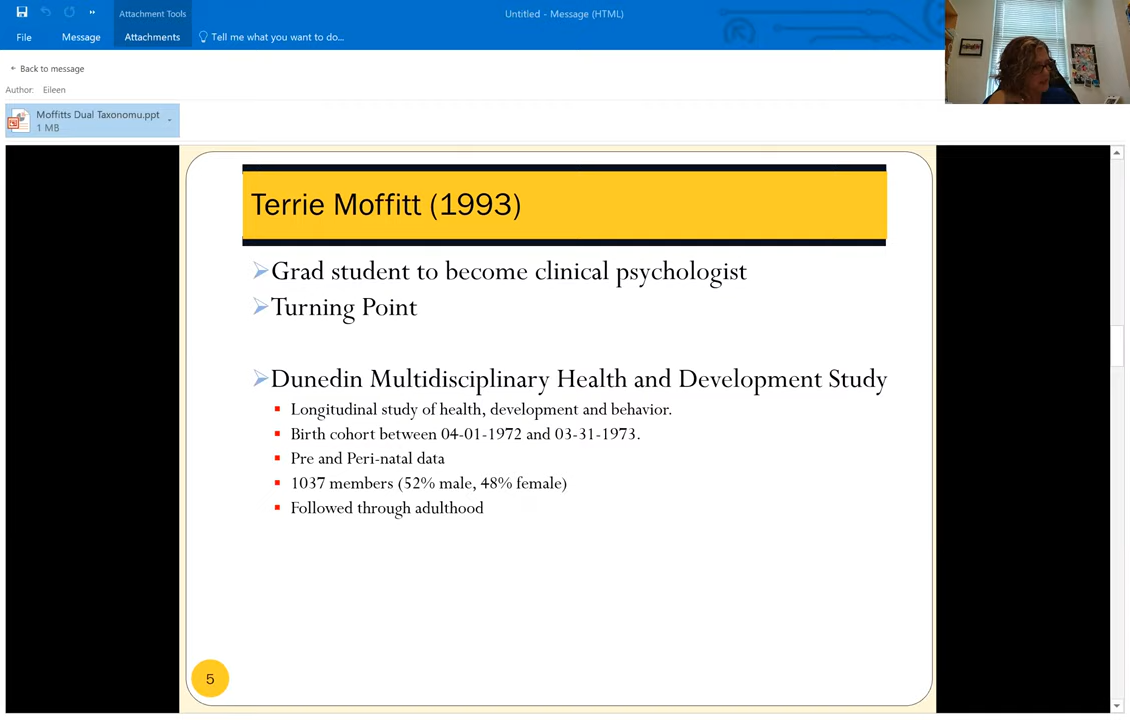 Attachment Tools
Untitled - Message (HTML)
File
Message
Attachments
Tell me what you want to do...
Back to message
Author: Eileen
Moffitts Dual Taxonomu.ppt
1 MB
Terrie Moffitt (1993)
Grad student to become clinical psychologist
Turning Point
Dunedin Multidisciplinary Health and Development Study
Longitudinal study of health, development and behavior.
Birth cohort between 04-01-1972 and 03-31-1973.
Pre and Peri-natal data
1037 members (52% male, 48% female)
Followed through adulthood
5